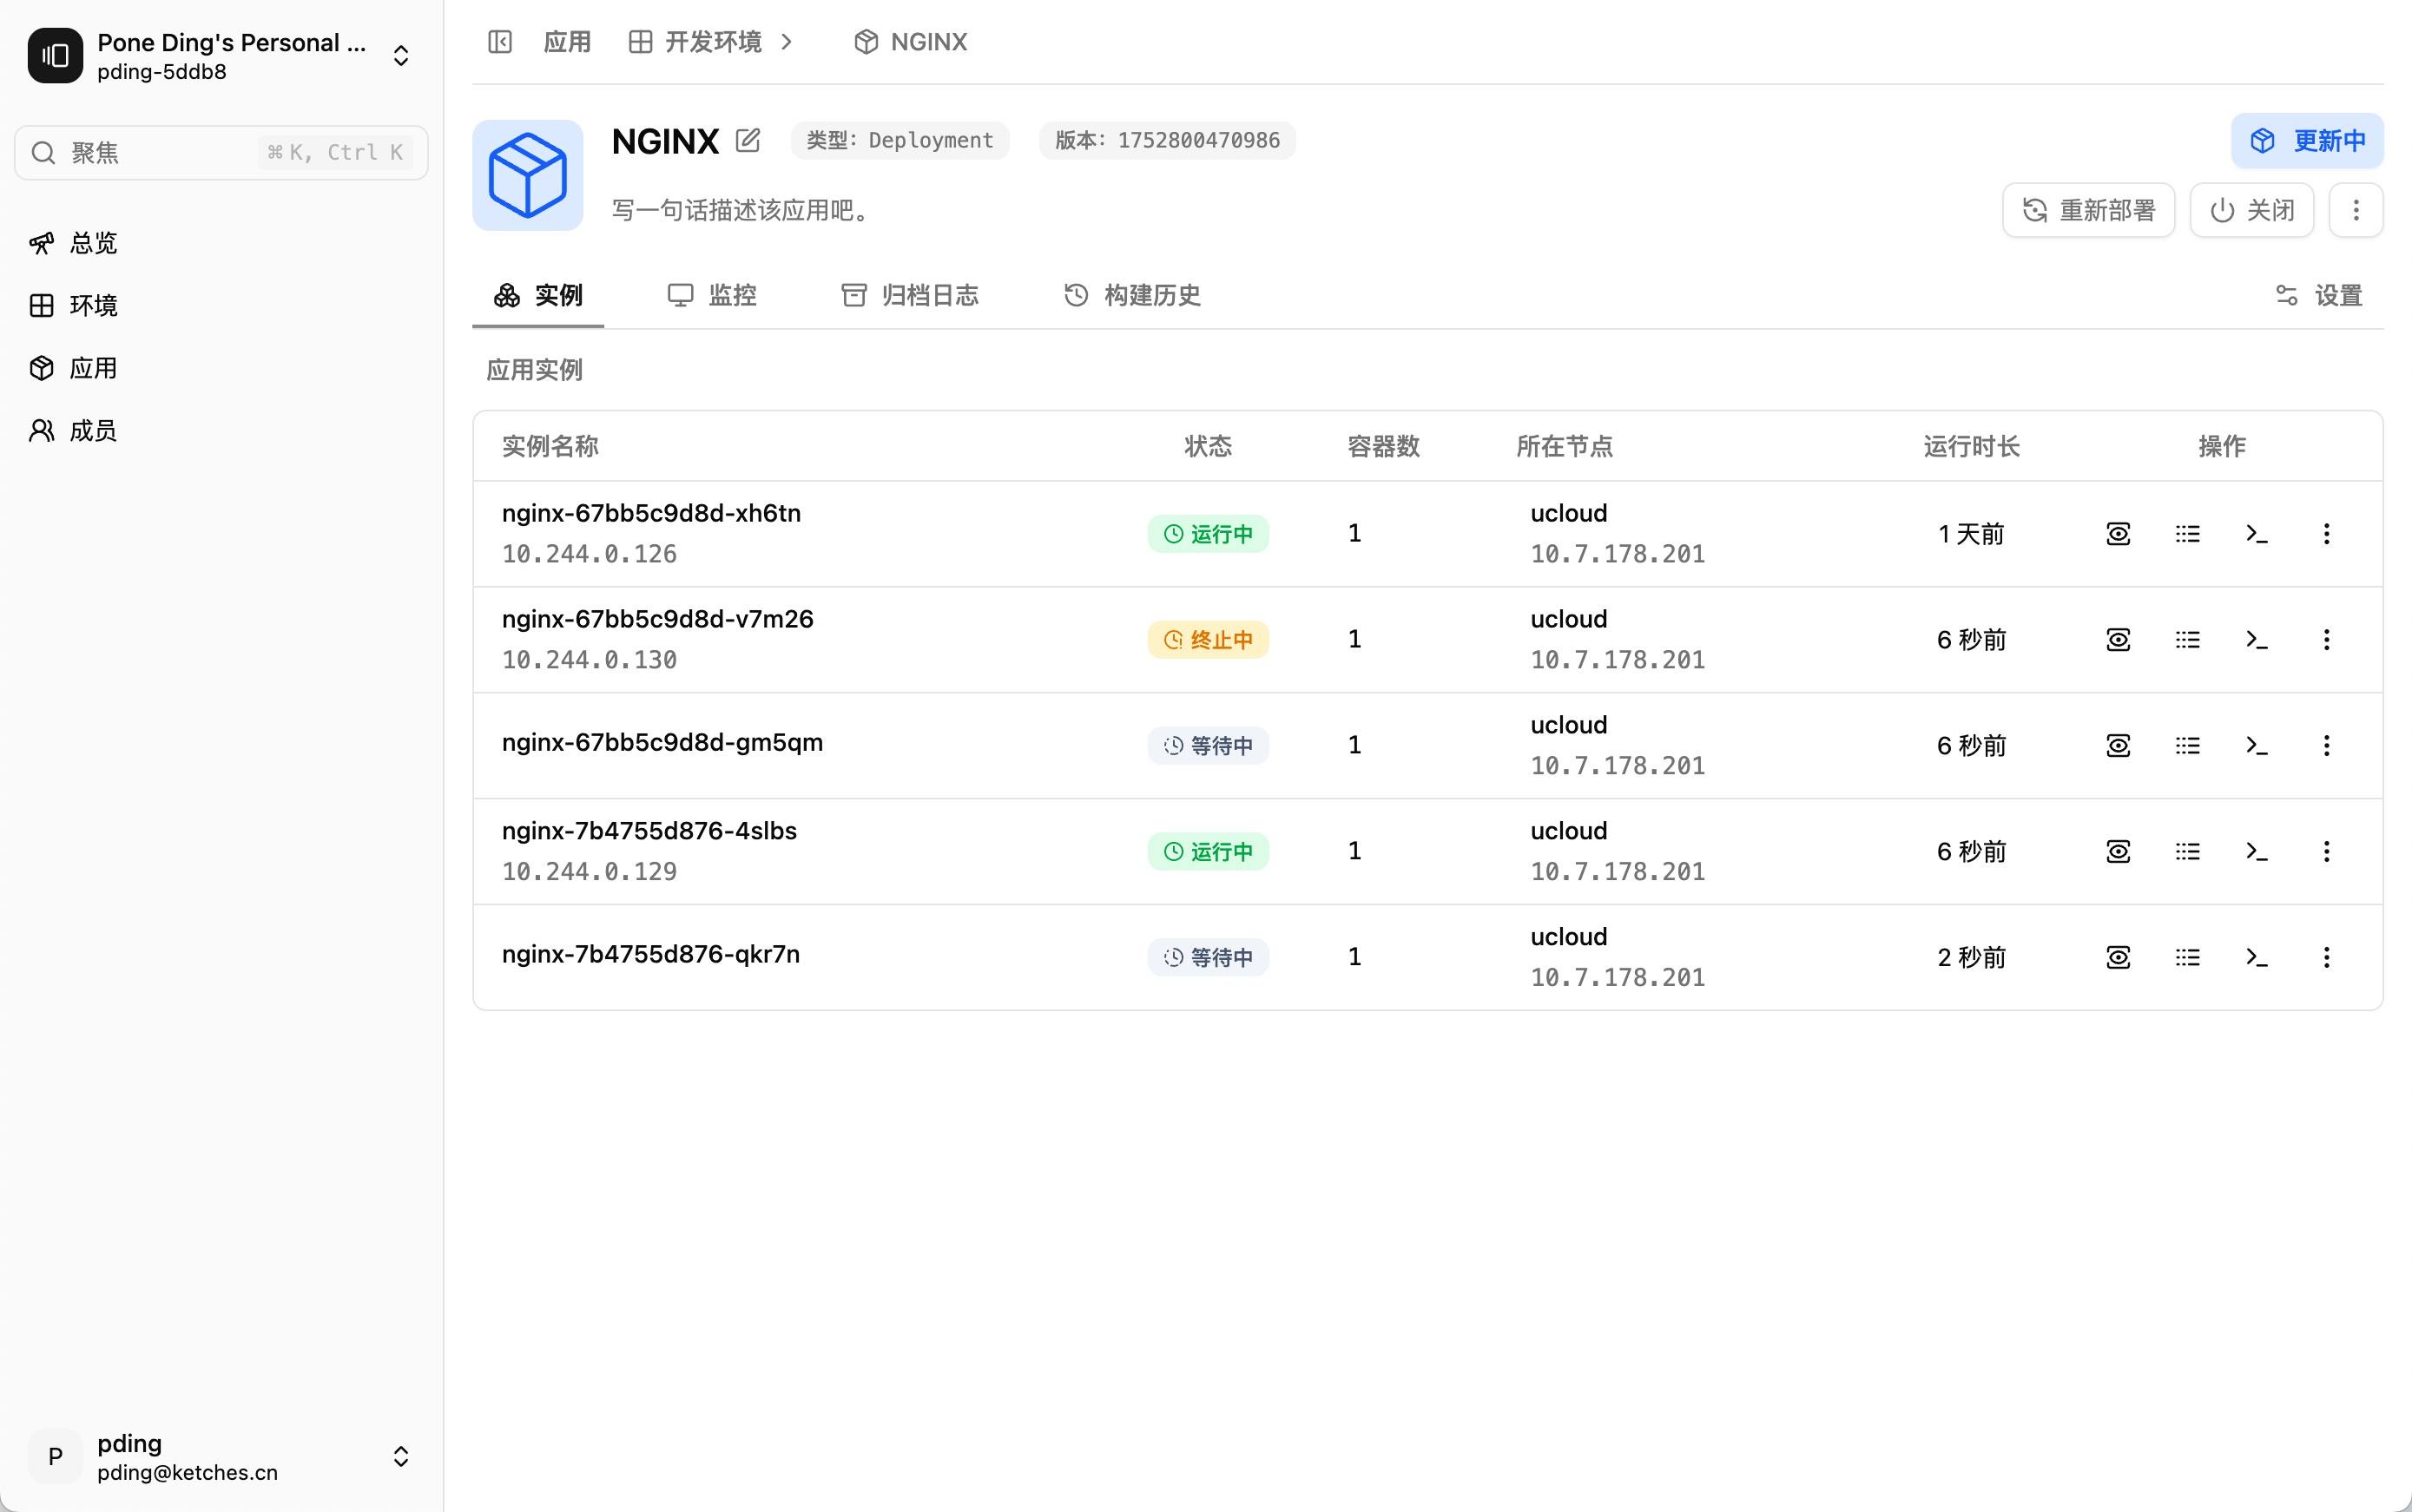 Pone Ding's Personal ...
pding-5ddb8
聚焦
⌘ K, Ctrl K
总览
环境
应用
成员
pding
P
pding@ketches.cn
应用 开发环境 NGINX
NGINX 类型: Deployment 版本: 1752800470986
更新中
写一句话描述该应用吧。
重新部署 关闭
实例 监控 归档日志 构建历史 设置
应用实例
实例名称 状态 容器数 所在节点 运行时长 操作
nginx-67bb5c9d8d-xh6tn ucloud
运行中 1 1 天前
10.244.0.126 10.7.178.201
nginx-67bb5c9d8d-v7m26 ucloud
终止中 1 6 秒前
10.244.0.130 10.7.178.201
ucloud
nginx-67bb5c9d8d-gm5qm 等待中 1 6 秒前
10.7.178.201
nginx-7b4755d876-4slbs ucloud
运行中 1 6 秒前
10.244.0.129 10.7.178.201
ucloud
nginx-7b4755d876-qkr7n 等待中 1 2 秒前
10.7.178.201